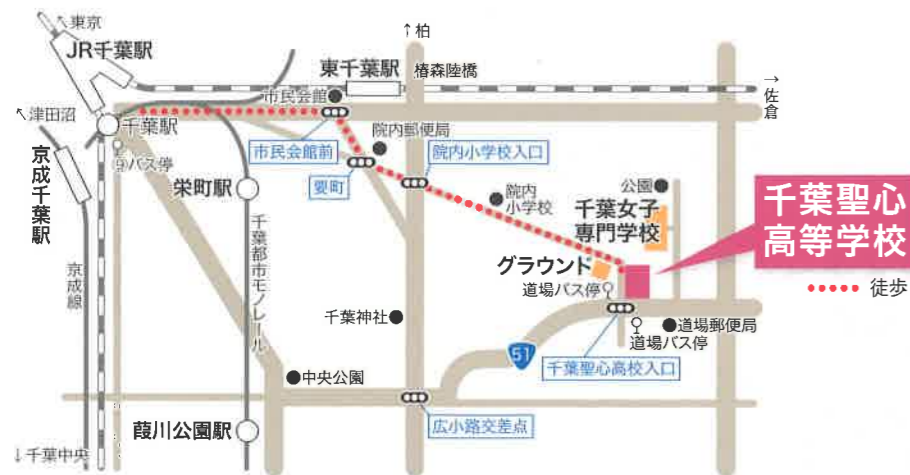 ↖東京
JR千葉駅
↑柏
東千葉駅
椿森陸橋
市民会館
→佐倉
↖津田沼
千葉駅
⑨バス停
京成千葉駅
市民会館前
院内郵便局
院内小学校入口
要町
栄町駅
院内
小学校
公園
千葉女子
専門学校
千葉聖心
高等学校
グラウンド
道場バス停
徒歩
京成線
千葉都市モノレール
千葉神社
道場郵便局
道場バス停
51
千葉聖心高校入口
中央公園
広小路交差点
葭川公園駅
↓千葉中央